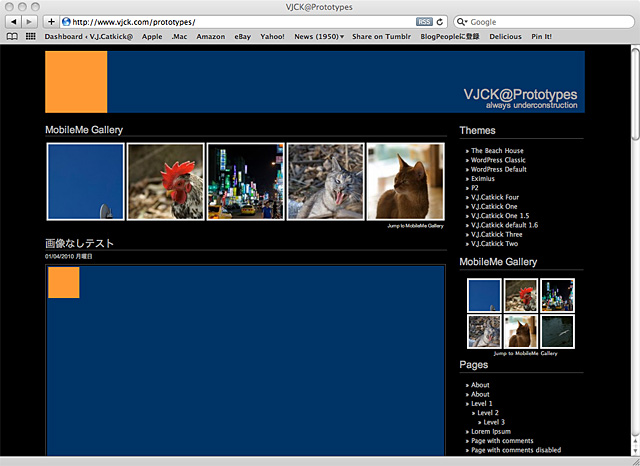 VJCK@Prototypes
http://www.vjck.com/prototypes/
RSS
Google
Dashboard ‹ V.J.Catkick@
Apple
.Mac
Amazon
eBay
Yahoo!
News (1950)▼
Share on Tumblr
BlogPeopleに登録
Delicious
Pin It!
VJCK@Prototypes
always underconstruction
MobileMe Gallery
Jump to MobileMe Gallery
画像なしテスト
01/04/2010 月曜日
Themes
» The Beach House
» WordPress Classic
» WordPress Default
» Eximius
» P2
» V.J.Catkick Four
» V.J.Catkick One
» V.J.Catkick One 1.5
» V.J.Catkick default 1.6
» V.J.Catkick Three
» V.J.Catkick Two
MobileMe Gallery
Jump to MobileMe Gallery
Pages
» About
» About
» Level 1
» Level 2
» Level 3
» Lorem Ipsum
» Page with comments
» Page with comments disabled